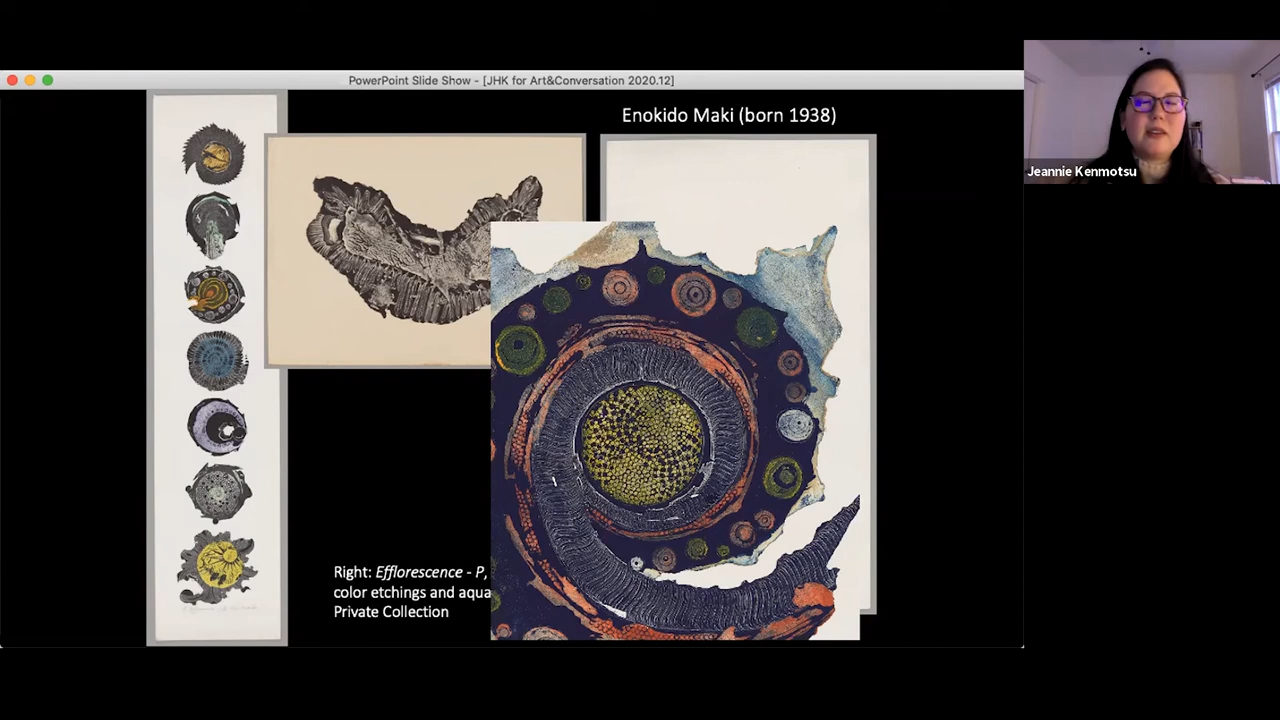 PowerPoint Slide Show - [JHK for Art&Conversation 2020.12]
Enokido Maki (born 1938)
Jeannie Kenmotsu
Right: Efflorescence - P,
color etchings and aqua
Private Collection